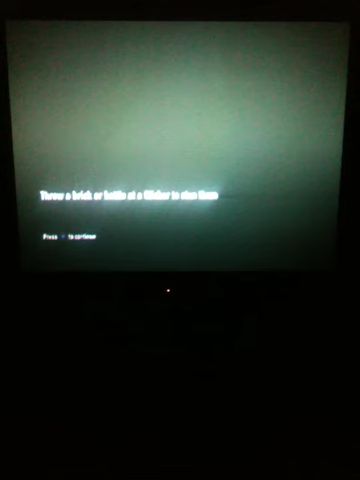 Throw a brick or bottle at a Clicker to stun them
Press to continue